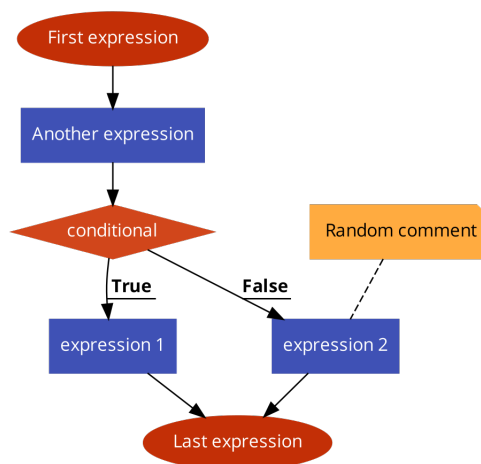 First expression
Another expression
conditional
Random comment
True
False
expression 1
expression 2
Last expression